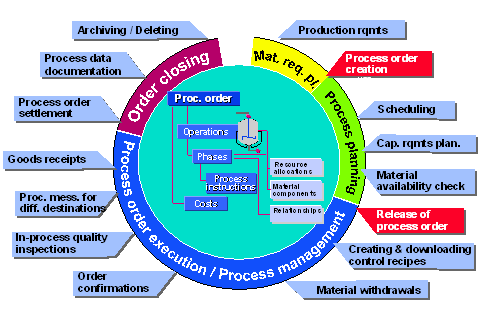 Archiving / Deleting
Production rqnts
Process data
documentation
Process order
creation
Process order
settlement
Scheduling
Goods receipts
Cap. rqnts plan.
Proc. mess. for
diff. destinations
Material
availability check
In-process quality
inspections
Release of
process order
Order
confirmations
Creating & downloading
control recipes
Material withdrawals
Order closing
Mat. req. pl.
Process planning
Process order execution / Process management
Proc. order
Operations
Phases
Process
instructions
Costs
Resource
allocations
Material
components
Relationships